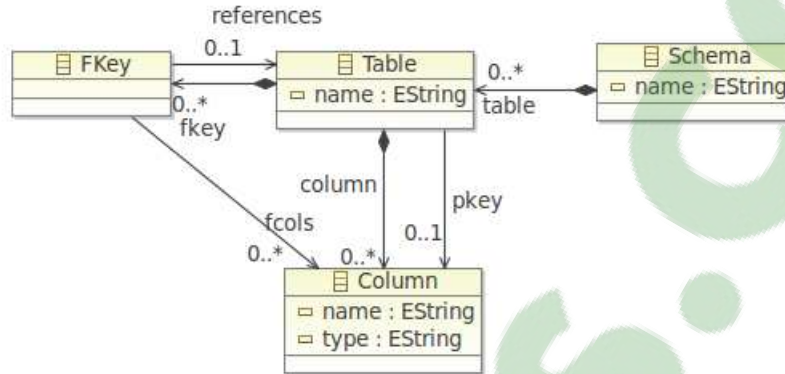 references
FKey
0..1
Table
name : EString
0..*
fkey
Schema
name : EString
0..*
table
column
pkey
fcols
0..*
0..*
0..1
Column
name : EString
type : EString